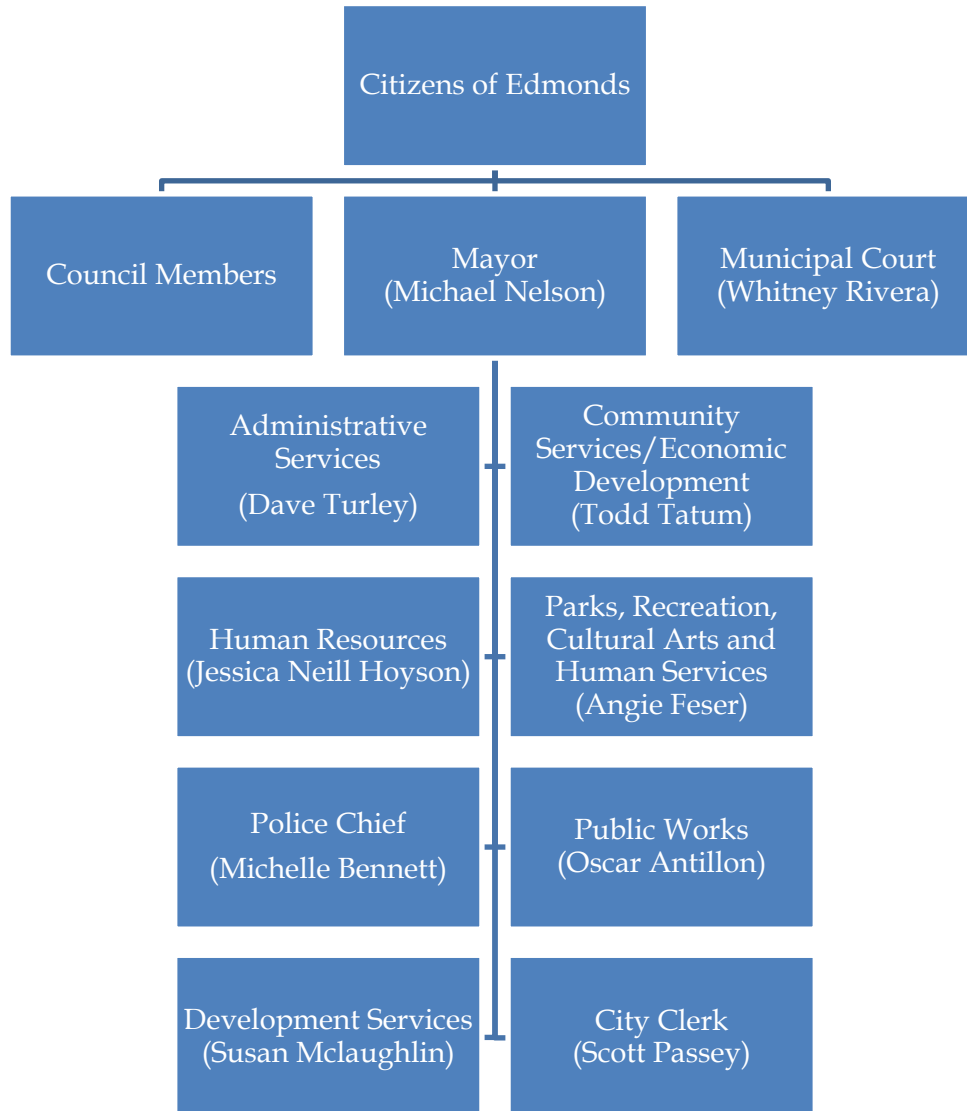 Citizens of Edmonds
Council Members
Mayor
(Michael Nelson)
Municipal Court
(Whitney Rivera)
Administrative
Services
(Dave Turley)
Community
Services/Economic
Development
(Todd Tatum)
Human Resources
(Jessica Neill Hoyson)
Parks, Recreation,
Cultural Arts and
Human Services
(Angie Feser)
Police Chief
(Michelle Bennett)
Public Works
(Oscar Antillon)
Development Services
(Susan Mclaughlin)
City Clerk
(Scott Passey)